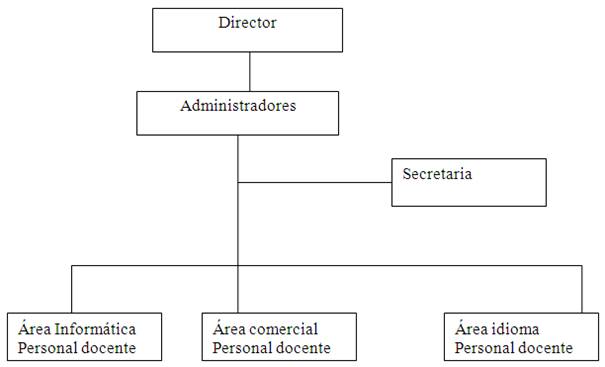 Director
Administradores
Secretaria
Área Informática
Personal docente
Área comercial
Personal docente
Área idioma
Personal docente